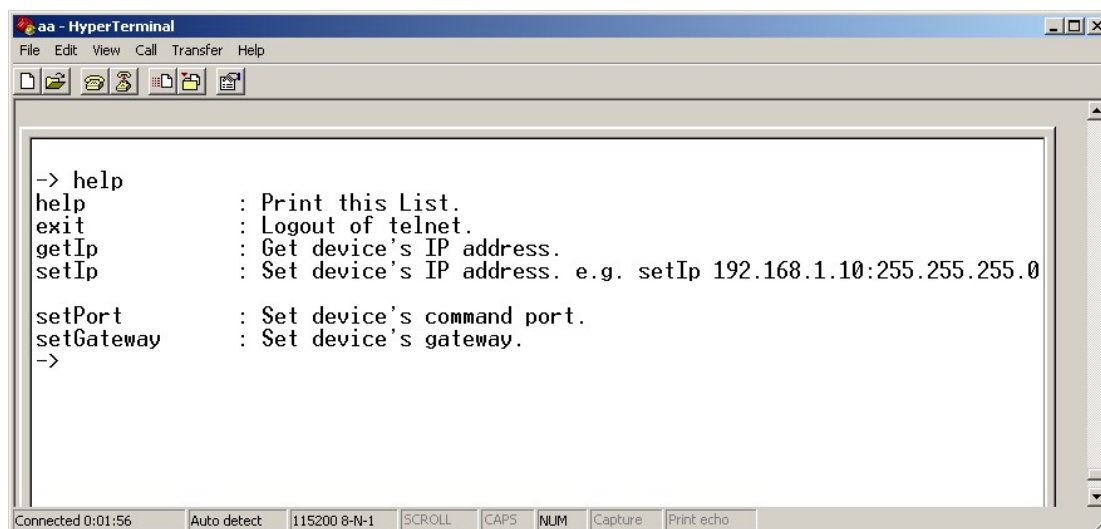 aa - HyperTerminal
File Edit View Call Transfer Help
-> help
help : Print this List.
exit : Logout of telnet.
getIp : Get device's IP address.
setIp : Set device's IP address. e.g. setIp 192.168.1.10:255.255.255.0
setPort : Set device's command port.
setGateway : Set device's gateway.
->
Connected 0:01:56 Auto detect 115200 8-N-1 SCROLL CAPS NUM Capture Print echo